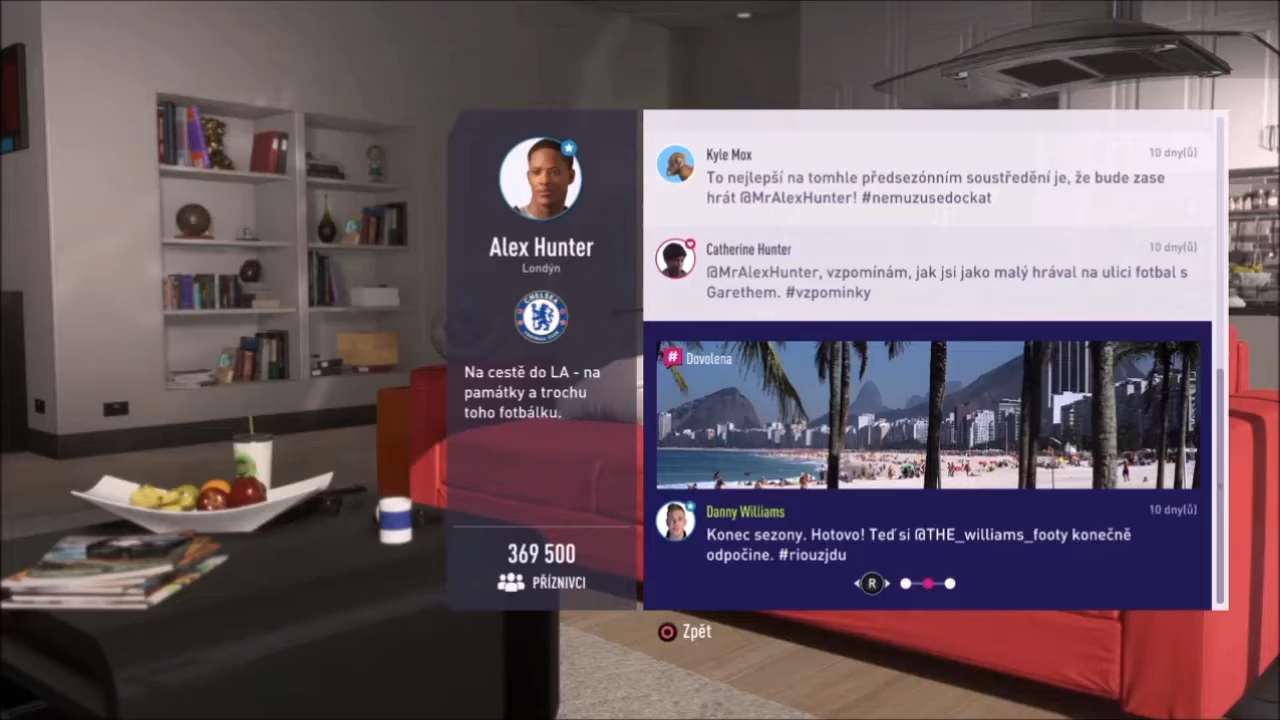 Alex Hunter
Londýn
CHELSEA
FOOTBALL CLUB
Na cestě do LA - na
památky a trochu
toho fotbálku.
369 500
PŘÍZNIVCI
Kyle Mox
10 dny(ů)
To nejlepší na tomhle předsezónním soustředění je, že bude zase
hrát @MrAlexHunter! #nemuzusedockat
Catherine Hunter
10 dny(ů)
@MrAlexHunter, vzpomínám, jak jsi jako malý hrával na ulici fotbal s
Garethem. #vzpominky
# Dovolena
Danny Williams
10 dny(ů)
Konec sezony. Hotovo! Teď si @THE_williams_footy konečně
odpočine. #riouzjdu
R
Zpět